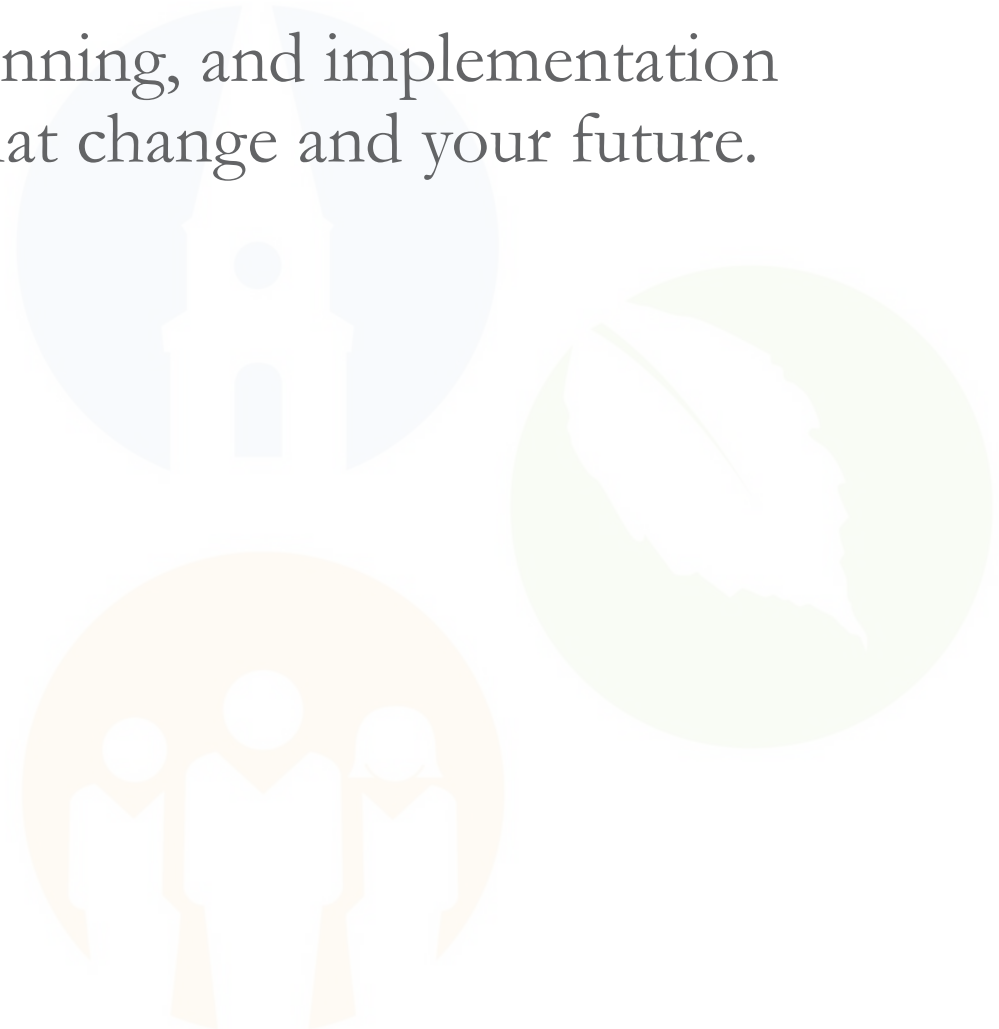 nning, and implementation
at change and your future.